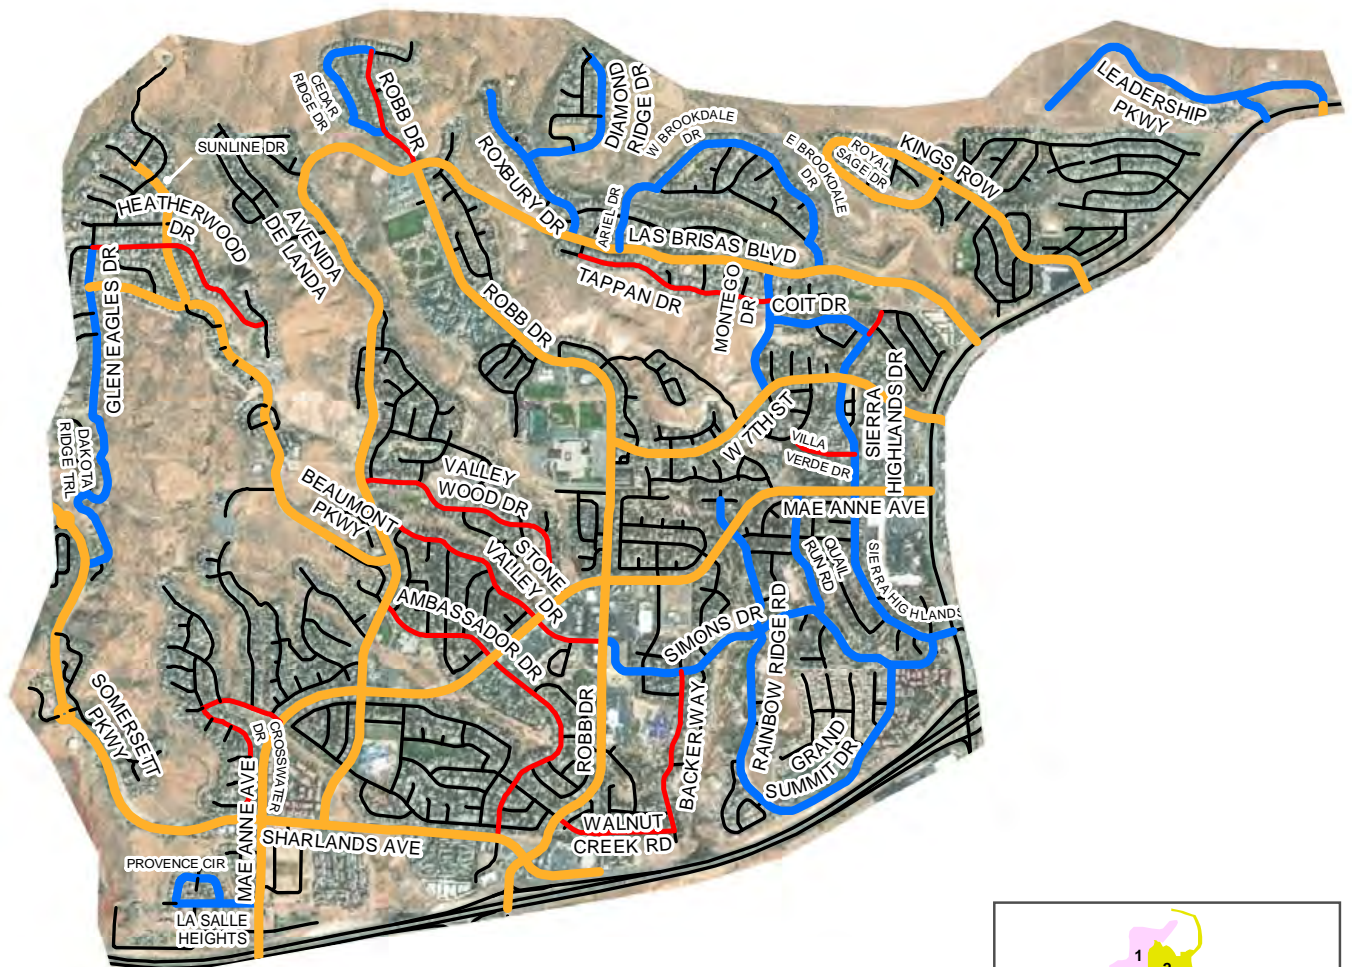 LEADERSHIP
PKWY
CEDAR
RIDGE DR
ROBB DR
DIAMOND
RIDGE DR
W BROOKDALE
DR
E BROOKDALE
DR
ROYAL
SAGE DR
KINGS ROW
SUNLINE DR
ROXBURY DR
ARIEL DR
HEATHERWOOD
DR
AVENIDA
DE LANDA
LAS BRISAS BLVD
TAPPAN DR
MONTEGO
DR
COIT DR
GLEN EAGLES DR
ROBB DR
SIERRA
HIGHLANDS DR
W 7TH ST
VILLA
VERDE DR
DAKOTA
RIDGE TRL
VALLEY
WOOD DR
BEAUMONT
PKWY
MAE ANNE AVE
STONE
VALLEY DR
QUAIL
RUN RD
SIERRA HIGHLANDS
AMBASSADOR DR
SIMONS DR
RAINBOW RIDGE RD
SOMERSETT
PKWY
CROSSWATER
DR
ROBB DR
BACKER WAY
GRAND
SUMMIT DR
MAE ANNE AVE
SHARLANDS AVE
WALNUT
CREEK RD
PROVENCE CIR
LA SALLE
HEIGHTS
1